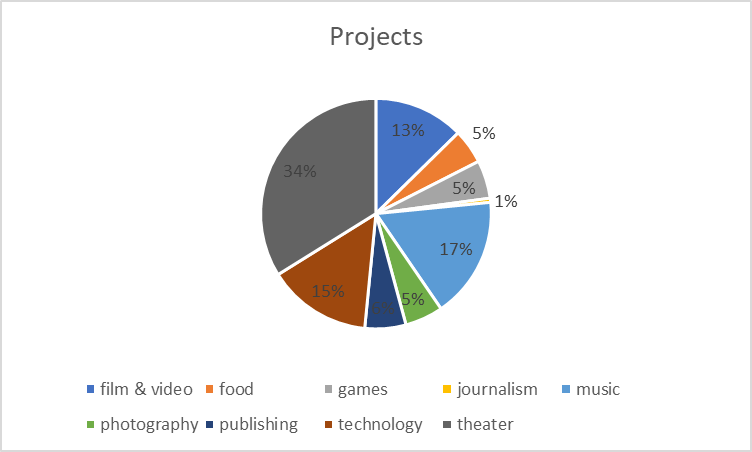 Projects
13%
5%
5%
1%
17%
5%
15%
34%
film & video food games journalism music
photography publishing technology theater